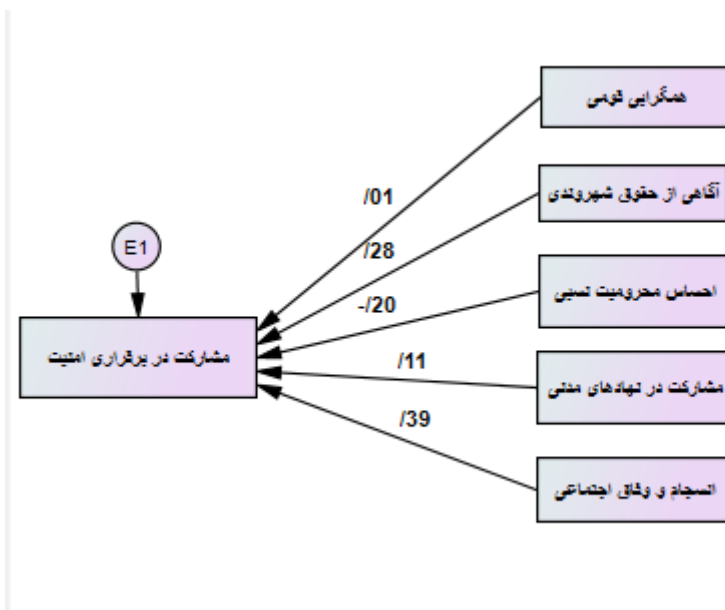 همگرایی قومی
/01
آگاهی از حقوق شهروندی
/28
E1
احساس محرومیت نسبی
-/20
مشارکت در برقراری امنیت
/11
مشارکت در نهادهای مدنی
/39
انسجام و وفاق اجتماعی